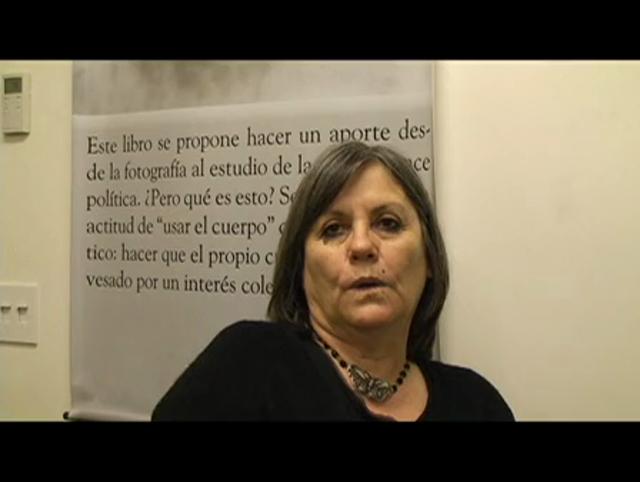 Este libro se propone hacer un aporte des-
de la fotografía al estudio de la
política. ¿Pero qué es esto?
actitud de "usar el cuerpo"
tico: hacer que el propio
vesado por un interés